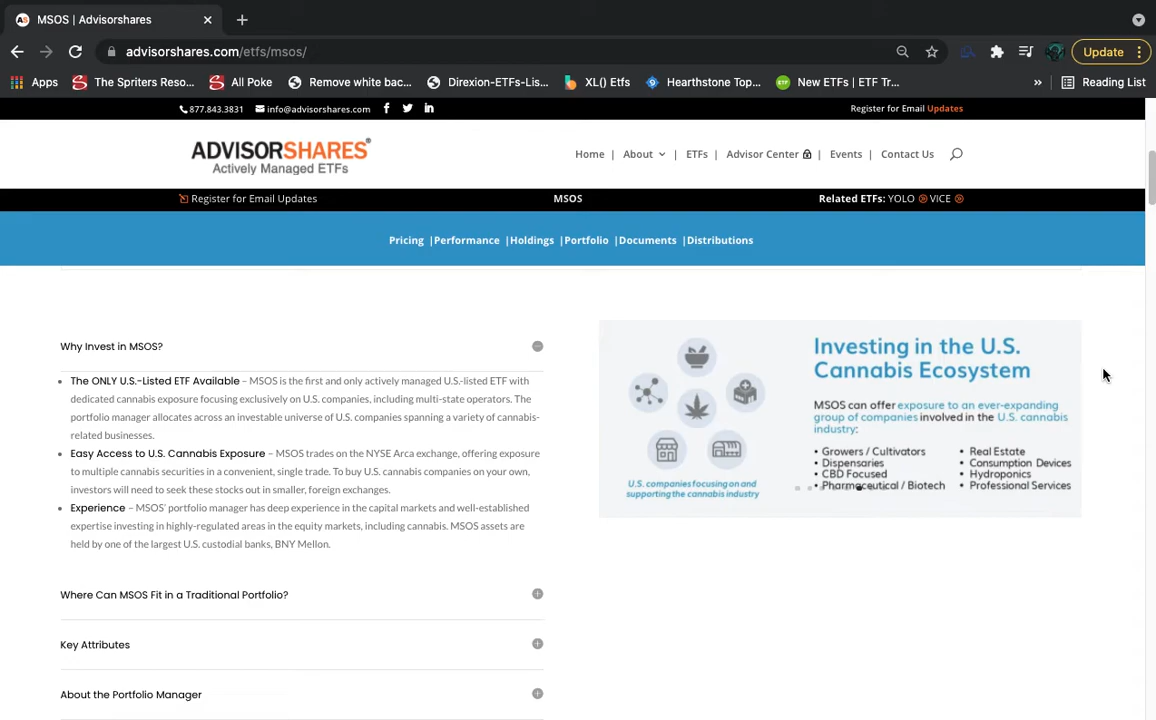 MSOS | Advisorshares
advisorshares.com/etfs/msos/
Update
Apps
The Spriters Reso...
All Poke
Remove white bac...
Direxion-ETFs-Lis...
XL() Etfs
Hearthstone Top...
New ETFs | ETF Tr...
»
Reading List
877.843.3831
info@advisorshares.com
Register for Email Updates
ADVISORSHARES®
Actively Managed ETFs
Home | About | ETFs | Advisor Center | Events | Contact Us
Register for Email Updates
MSOS
Related ETFs: YOLO VICE
Pricing |Performance |Holdings |Portfolio |Documents |Distributions
Why Invest in MSOS?
• The ONLY U.S.-Listed ETF Available – MSOS is the first and only actively managed U.S.-listed ETF with
dedicated cannabis exposure focusing exclusively on U.S. companies, including multi-state operators. The
portfolio manager allocates across an investable universe of U.S. companies spanning a variety of cannabis-
related businesses.
• Easy Access to U.S. Cannabis Exposure – MSOS trades on the NYSE Arca exchange, offering exposure
to multiple cannabis securities in a convenient, single trade. To buy U.S. cannabis companies on your own,
investors will need to seek these stocks out in smaller, foreign exchanges.
• Experience – MSOS' portfolio manager has deep experience in the capital markets and well-established
expertise investing in highly-regulated areas in the equity markets, including cannabis. MSOS assets are
held by one of the largest U.S. custodial banks, BNY Mellon.
Where Can MSOS Fit in a Traditional Portfolio?
Key Attributes
About the Portfolio Manager
U.S. companies focusing on and
supporting the cannabis industry
Investing in the U.S.
Cannabis Ecosystem
MSOS can offer exposure to an ever-expanding
group of companies involved in the U.S. cannabis
industry:
• Growers / Cultivators
• Dispensaries
• CBD Focused
• Pharmaceutical / Biotech
• Real Estate
• Consumption Devices
• Hydroponics
• Professional Services